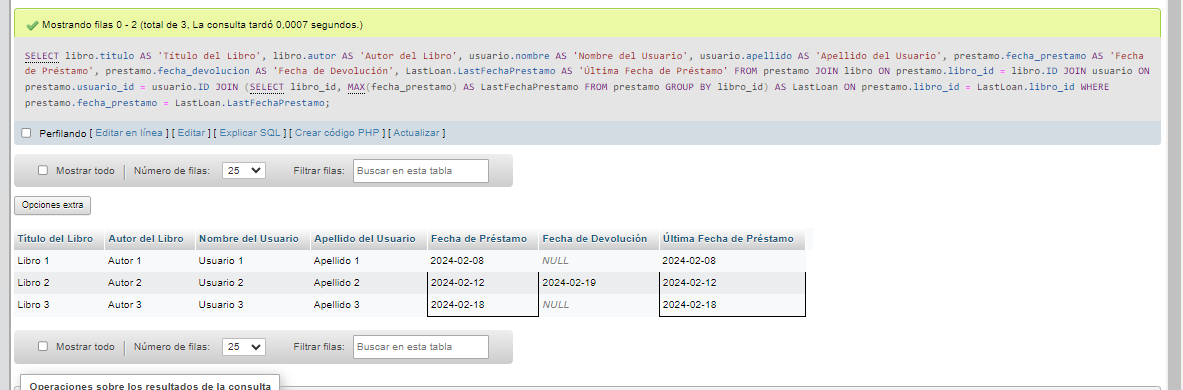 Mostrando filas 0 - 2 (total de 3, La consulta tardó 0,0007 segundos.)
SELECT libro.titulo AS 'Título del Libro', libro.autor AS 'Autor del Libro', usuario.nombre AS 'Nombre del Usuario', usuario.apellido AS 'Apellido del Usuario', prestamo.fecha_prestamo AS 'Fecha
de Préstamo', prestamo.fecha_devolucion AS 'Fecha de Devolución', LastLoan.LastFechaPrestamo AS 'Última Fecha de Préstamo' FROM prestamo JOIN libro ON prestamo.libro_id = libro.ID JOIN usuario ON
prestamo.usuario_id = usuario.ID JOIN (SELECT libro_id, MAX(fecha_prestamo) AS LastFechaPrestamo FROM prestamo GROUP BY libro_id) AS LastLoan ON prestamo.libro_id = LastLoan.libro_id WHERE
prestamo.fecha_prestamo = LastLoan.LastFechaPrestamo;
Perfilando [ Editar en línea ] [ Editar ] [ Explicar SQL ] [ Crear código PHP ] [ Actualizar ]
Mostrar todo Número de filas: 25 Filtrar filas: Buscar en esta tabla
Opciones extra
Título del Libro Autor del Libro Nombre del Usuario Apellido del Usuario Fecha de Préstamo Fecha de Devolución Última Fecha de Préstamo
Libro 1 Autor 1 Usuario 1 Apellido 1 2024-02-08 NULL 2024-02-08
Libro 2 Autor 2 Usuario 2 Apellido 2 2024-02-12 2024-02-19 2024-02-12
Libro 3 Autor 3 Usuario 3 Apellido 3 2024-02-18 NULL 2024-02-18
Mostrar todo Número de filas: 25 Filtrar filas: Buscar en esta tabla
Operaciones sobre los resultados de la consulta